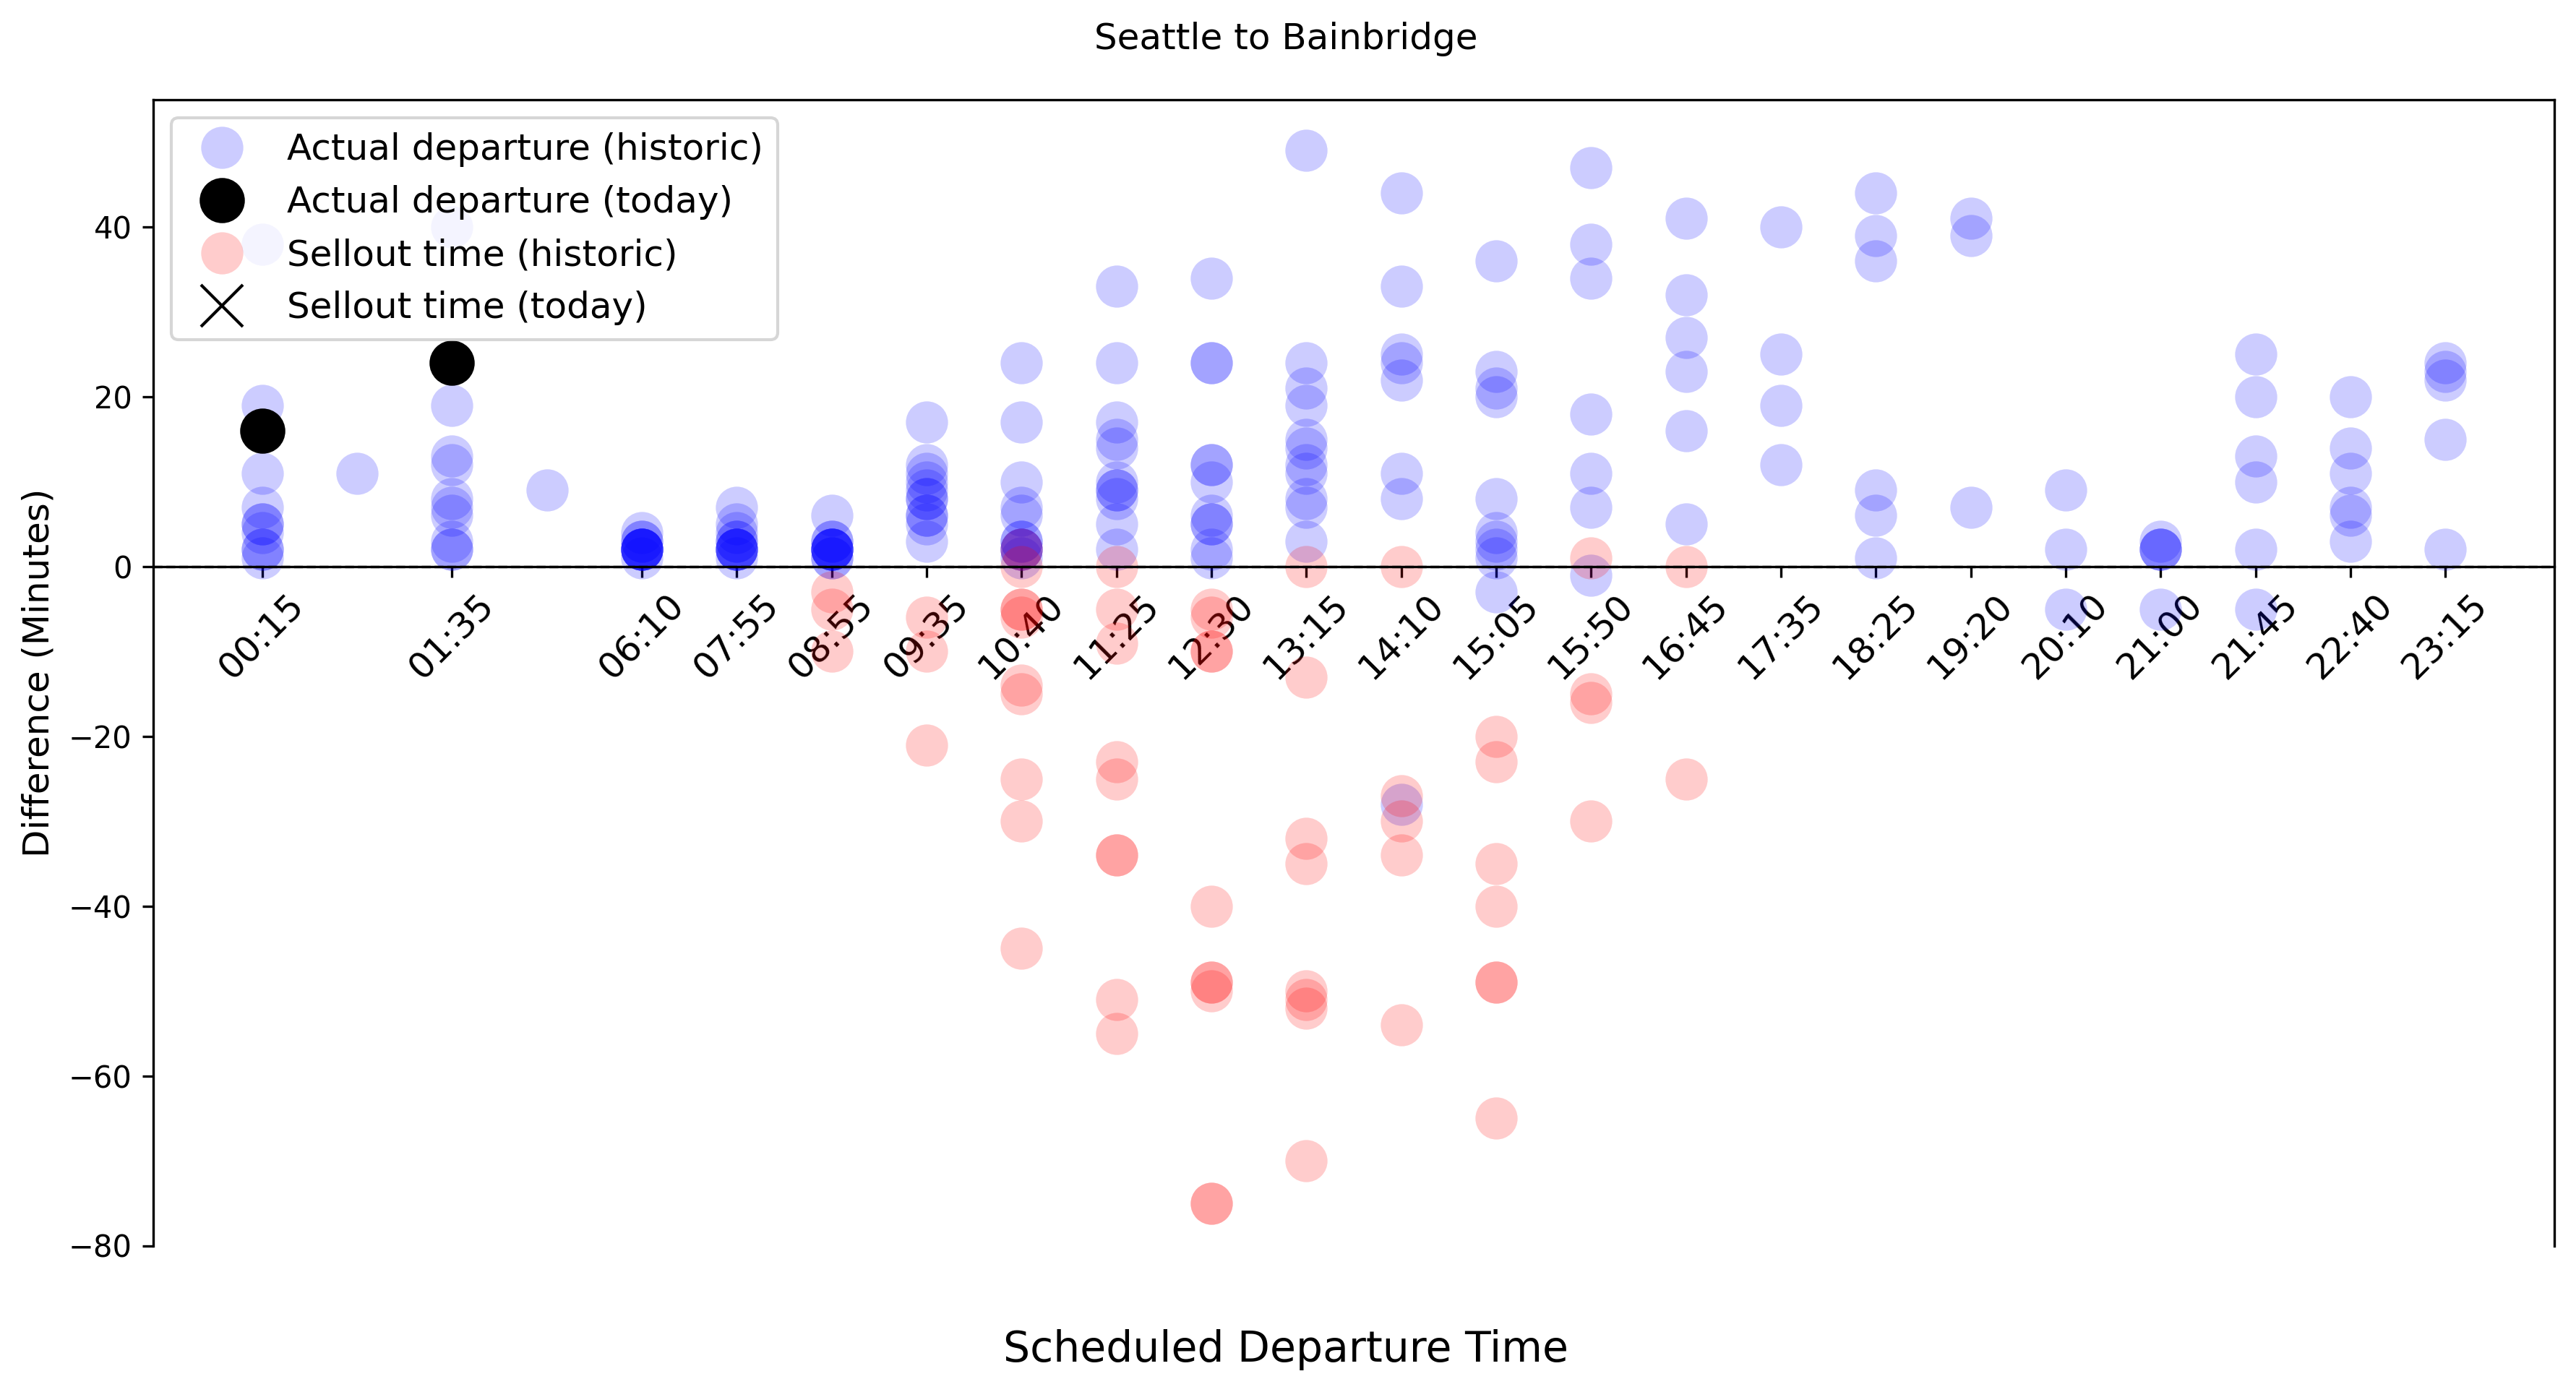 Seattle to Bainbridge
Actual departure (historic)
Actual departure (today)
Sellout time (historic)
Sellout time (today)
Difference (Minutes)
40
20
0
−20
−40
−60
−80
00:15 01:35 06:10 07:55 08:55 09:35 10:40 11:25 12:30 13:15 14:10 15:05 15:50 16:45 17:35 18:25 19:20 20:10 21:00 21:45 22:40 23:15
Scheduled Departure Time